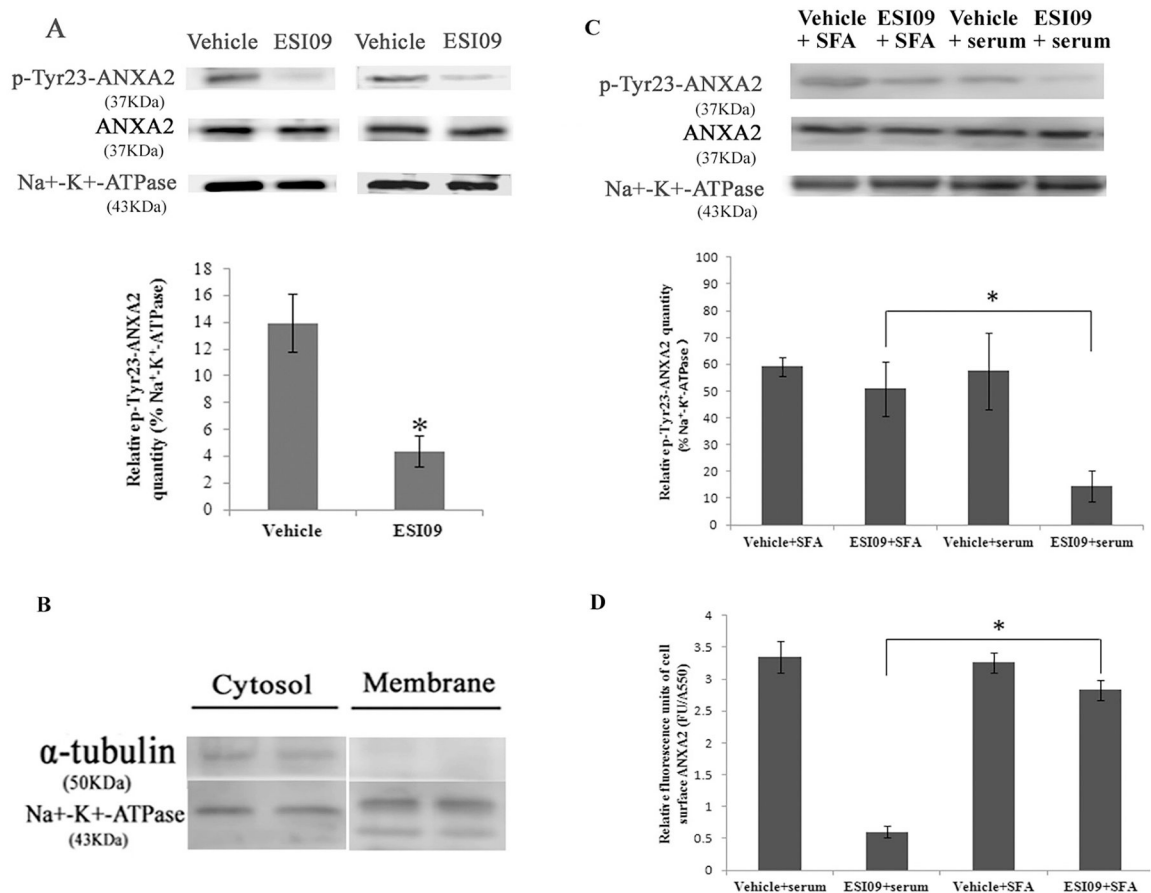 A
Vehicle ESI09 Vehicle ESI09
p-Tyr23-ANXA2
(37KDa)
ANXA2
(37KDa)
Na+-K+-ATPase
(43KDa)
Relative p-Tyr23-ANXA2
quantity (% Na+-K+-ATPase)
18
16
14
12
10
8
6
4
2
0
*
Vehicle ESI09
B
Cytosol Membrane
α-tubulin
(50KDa)
Na+-K+-ATPase
(43KDa)
C
Vehicle ESI09 Vehicle ESI09
+ SFA + SFA + serum + serum
p-Tyr23-ANXA2
(37KDa)
ANXA2
(37KDa)
Na+-K+-ATPase
(43KDa)
Relative p-Tyr23-ANXA2 quantity
(% Na+-K+-ATPase)
100
90
80
70
60
50
40
30
20
10
0
*
Vehicle+SFA ESI09+SFA Vehicle+serum ESI09+serum
D
Relative fluorescence units of cell
surface ANXA2 (FU/A550)
4
3.5
3
2.5
2
1.5
1
0.5
0
*
Vehicle+serum ESI09+serum Vehicle+SFA ESI09+SFA